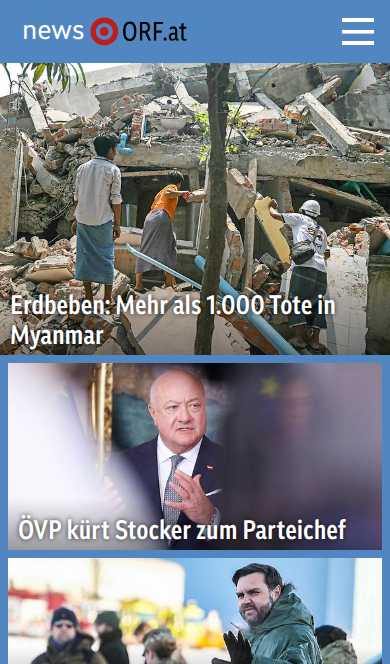 news ORF.at
Erdbeben: Mehr als 1.000 Tote in
Myanmar
ÖVP kürt Stocker zum Parteichef